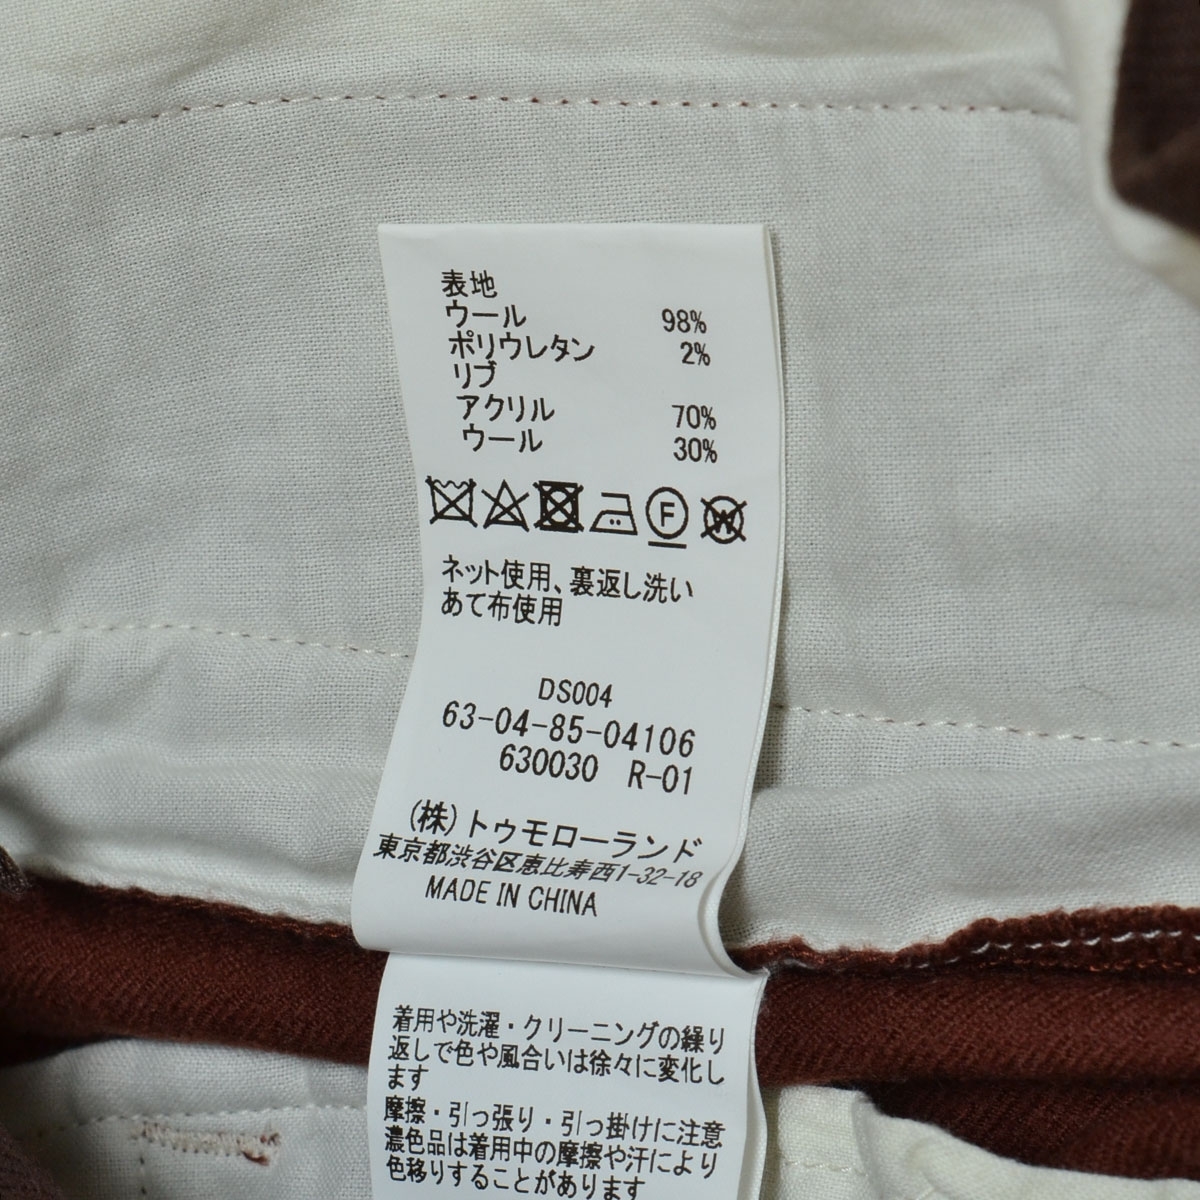 表地
ウール 98%
ポリウレタン 2%
リブ
アクリル 70%
ウール 30%
F W
ネット使用、裏返し洗い
あて布使用
DS004
63-04-85-04106
630030 R-01
(株)トゥモローランド
東京都渋谷区恵比寿西1-32-18
MADE IN CHINA
着用や洗濯・クリーニングの繰り
返しで色や風合いは徐々に変化し
ます
摩擦・引っ張り・引っ掛けに注意
濃色品は着用中の摩擦や汗により
色移りすることがあります